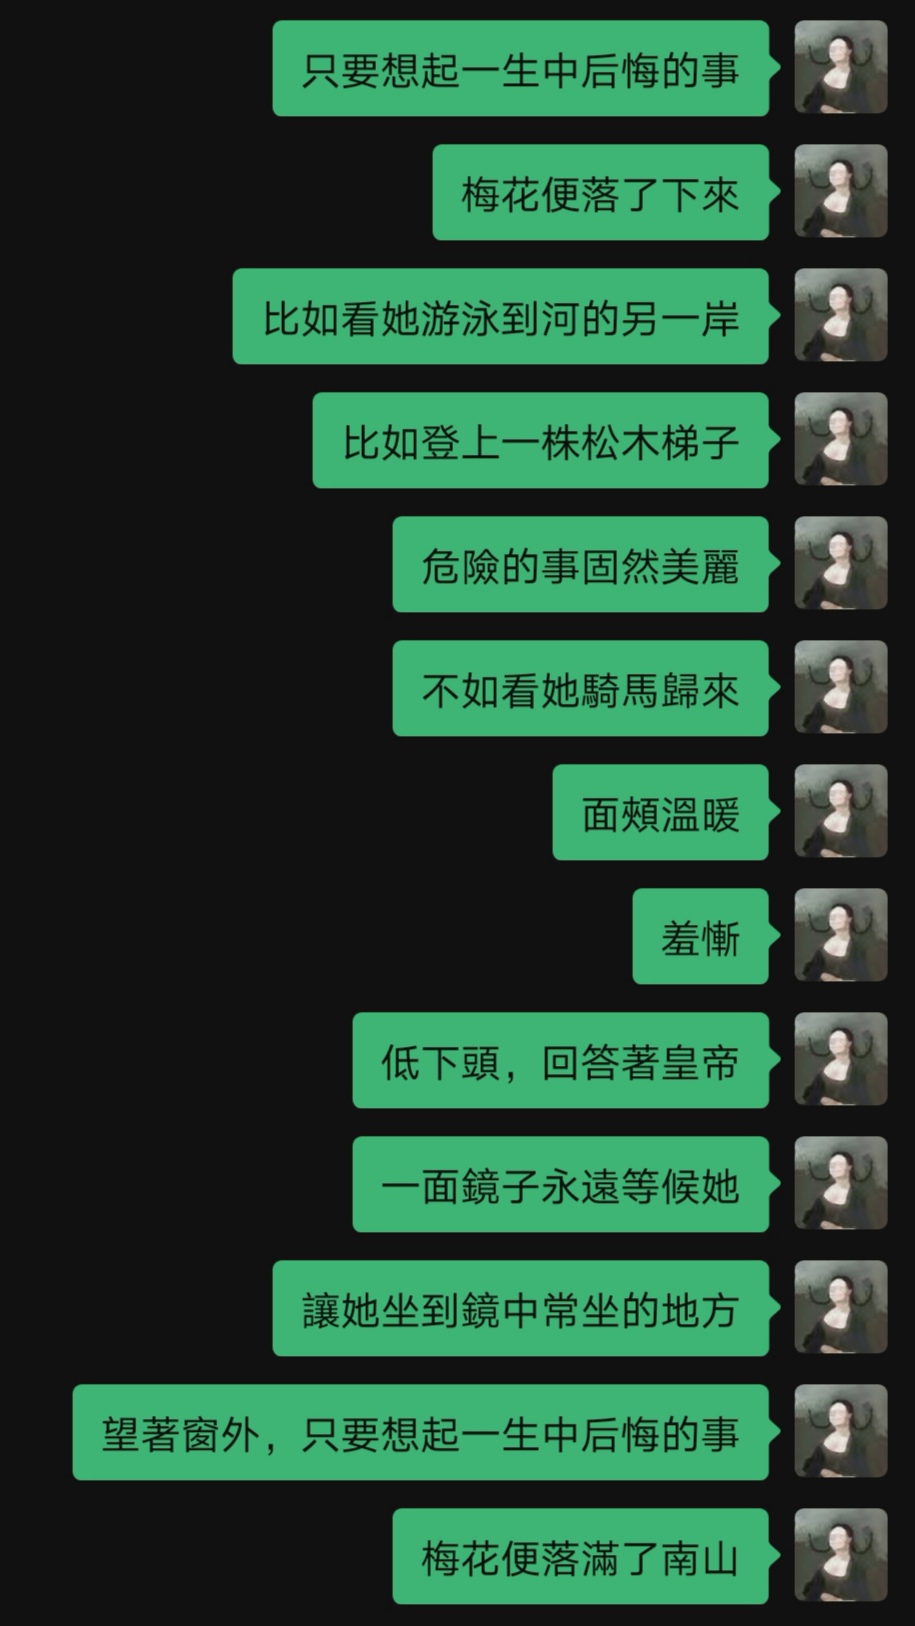 只要想起一生中后悔的事
梅花便落了下來
比如看她游泳到河的另一岸
比如登上一株松木梯子
危險的事固然美麗
不如看她騎馬歸來
面頰溫暖
羞慚
低下頭，回答著皇帝
一面鏡子永遠等候她
讓她坐到鏡中常坐的地方
望著窗外，只要想起一生中后悔的事
梅花便落滿了南山